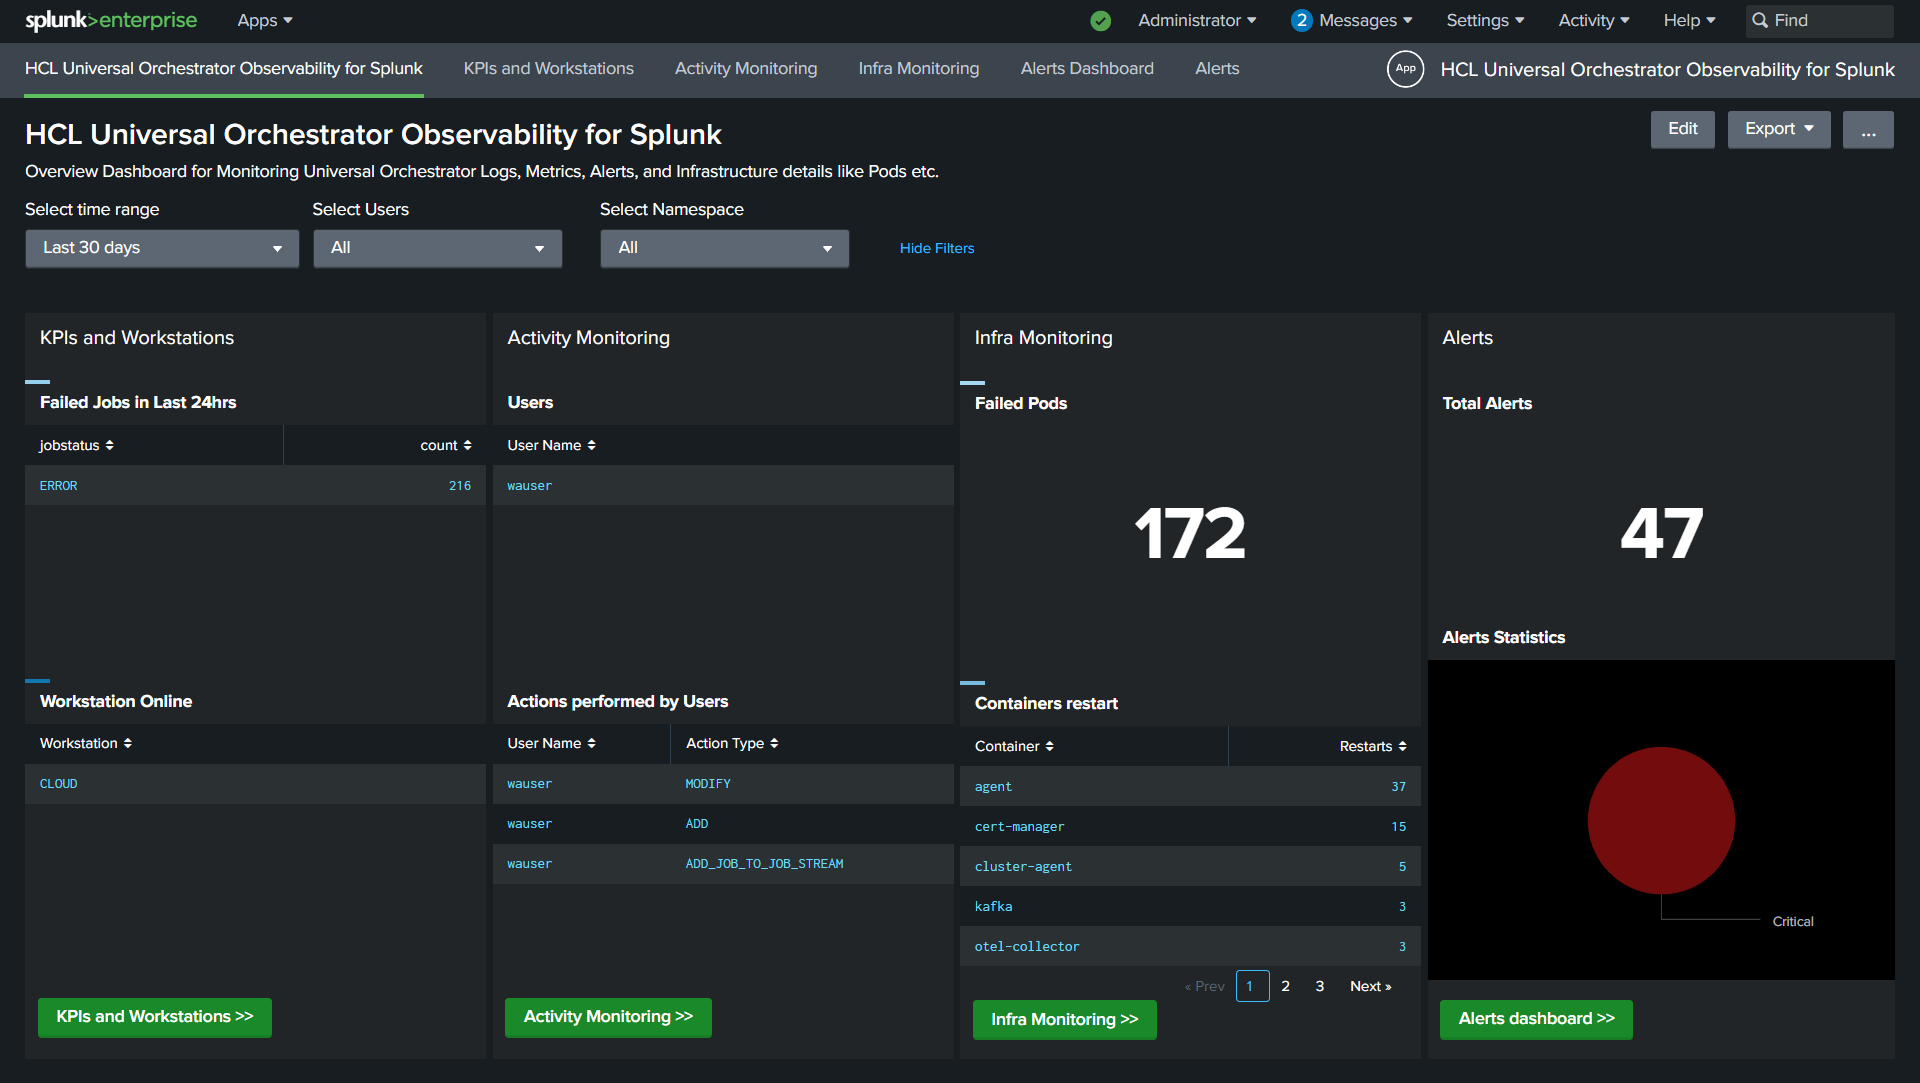 splunk>enterprise Apps Administrator 2 Messages Settings Activity Help Find
HCL Universal Orchestrator Observability for Splunk KPIs and Workstations Activity Monitoring Infra Monitoring Alerts Dashboard Alerts App HCL Universal Orchestrator Observability for Splunk
HCL Universal Orchestrator Observability for Splunk Edit Export ...
Overview Dashboard for Monitoring Universal Orchestrator Logs, Metrics, Alerts, and Infrastructure details like Pods etc.
Select time range Select Users Select Namespace
Last 30 days All All Hide Filters
KPIs and Workstations
Failed Jobs in Last 24hrs
jobstatus count
ERROR 216
Workstation Online
Workstation
CLOUD
KPIs and Workstations >>
Activity Monitoring
Users
User Name
wauser
Actions performed by Users
User Name Action Type
wauser MODIFY
wauser ADD
wauser ADD_JOB_TO_JOB_STREAM
Activity Monitoring >>
Infra Monitoring
Failed Pods
172
Containers restart
Container Restarts
agent 37
cert-manager 15
cluster-agent 5
kafka 3
otel-collector 3
« Prev 1 2 3 Next »
Infra Monitoring >>
Alerts
Total Alerts
47
Alerts Statistics
Critical
Alerts dashboard >>